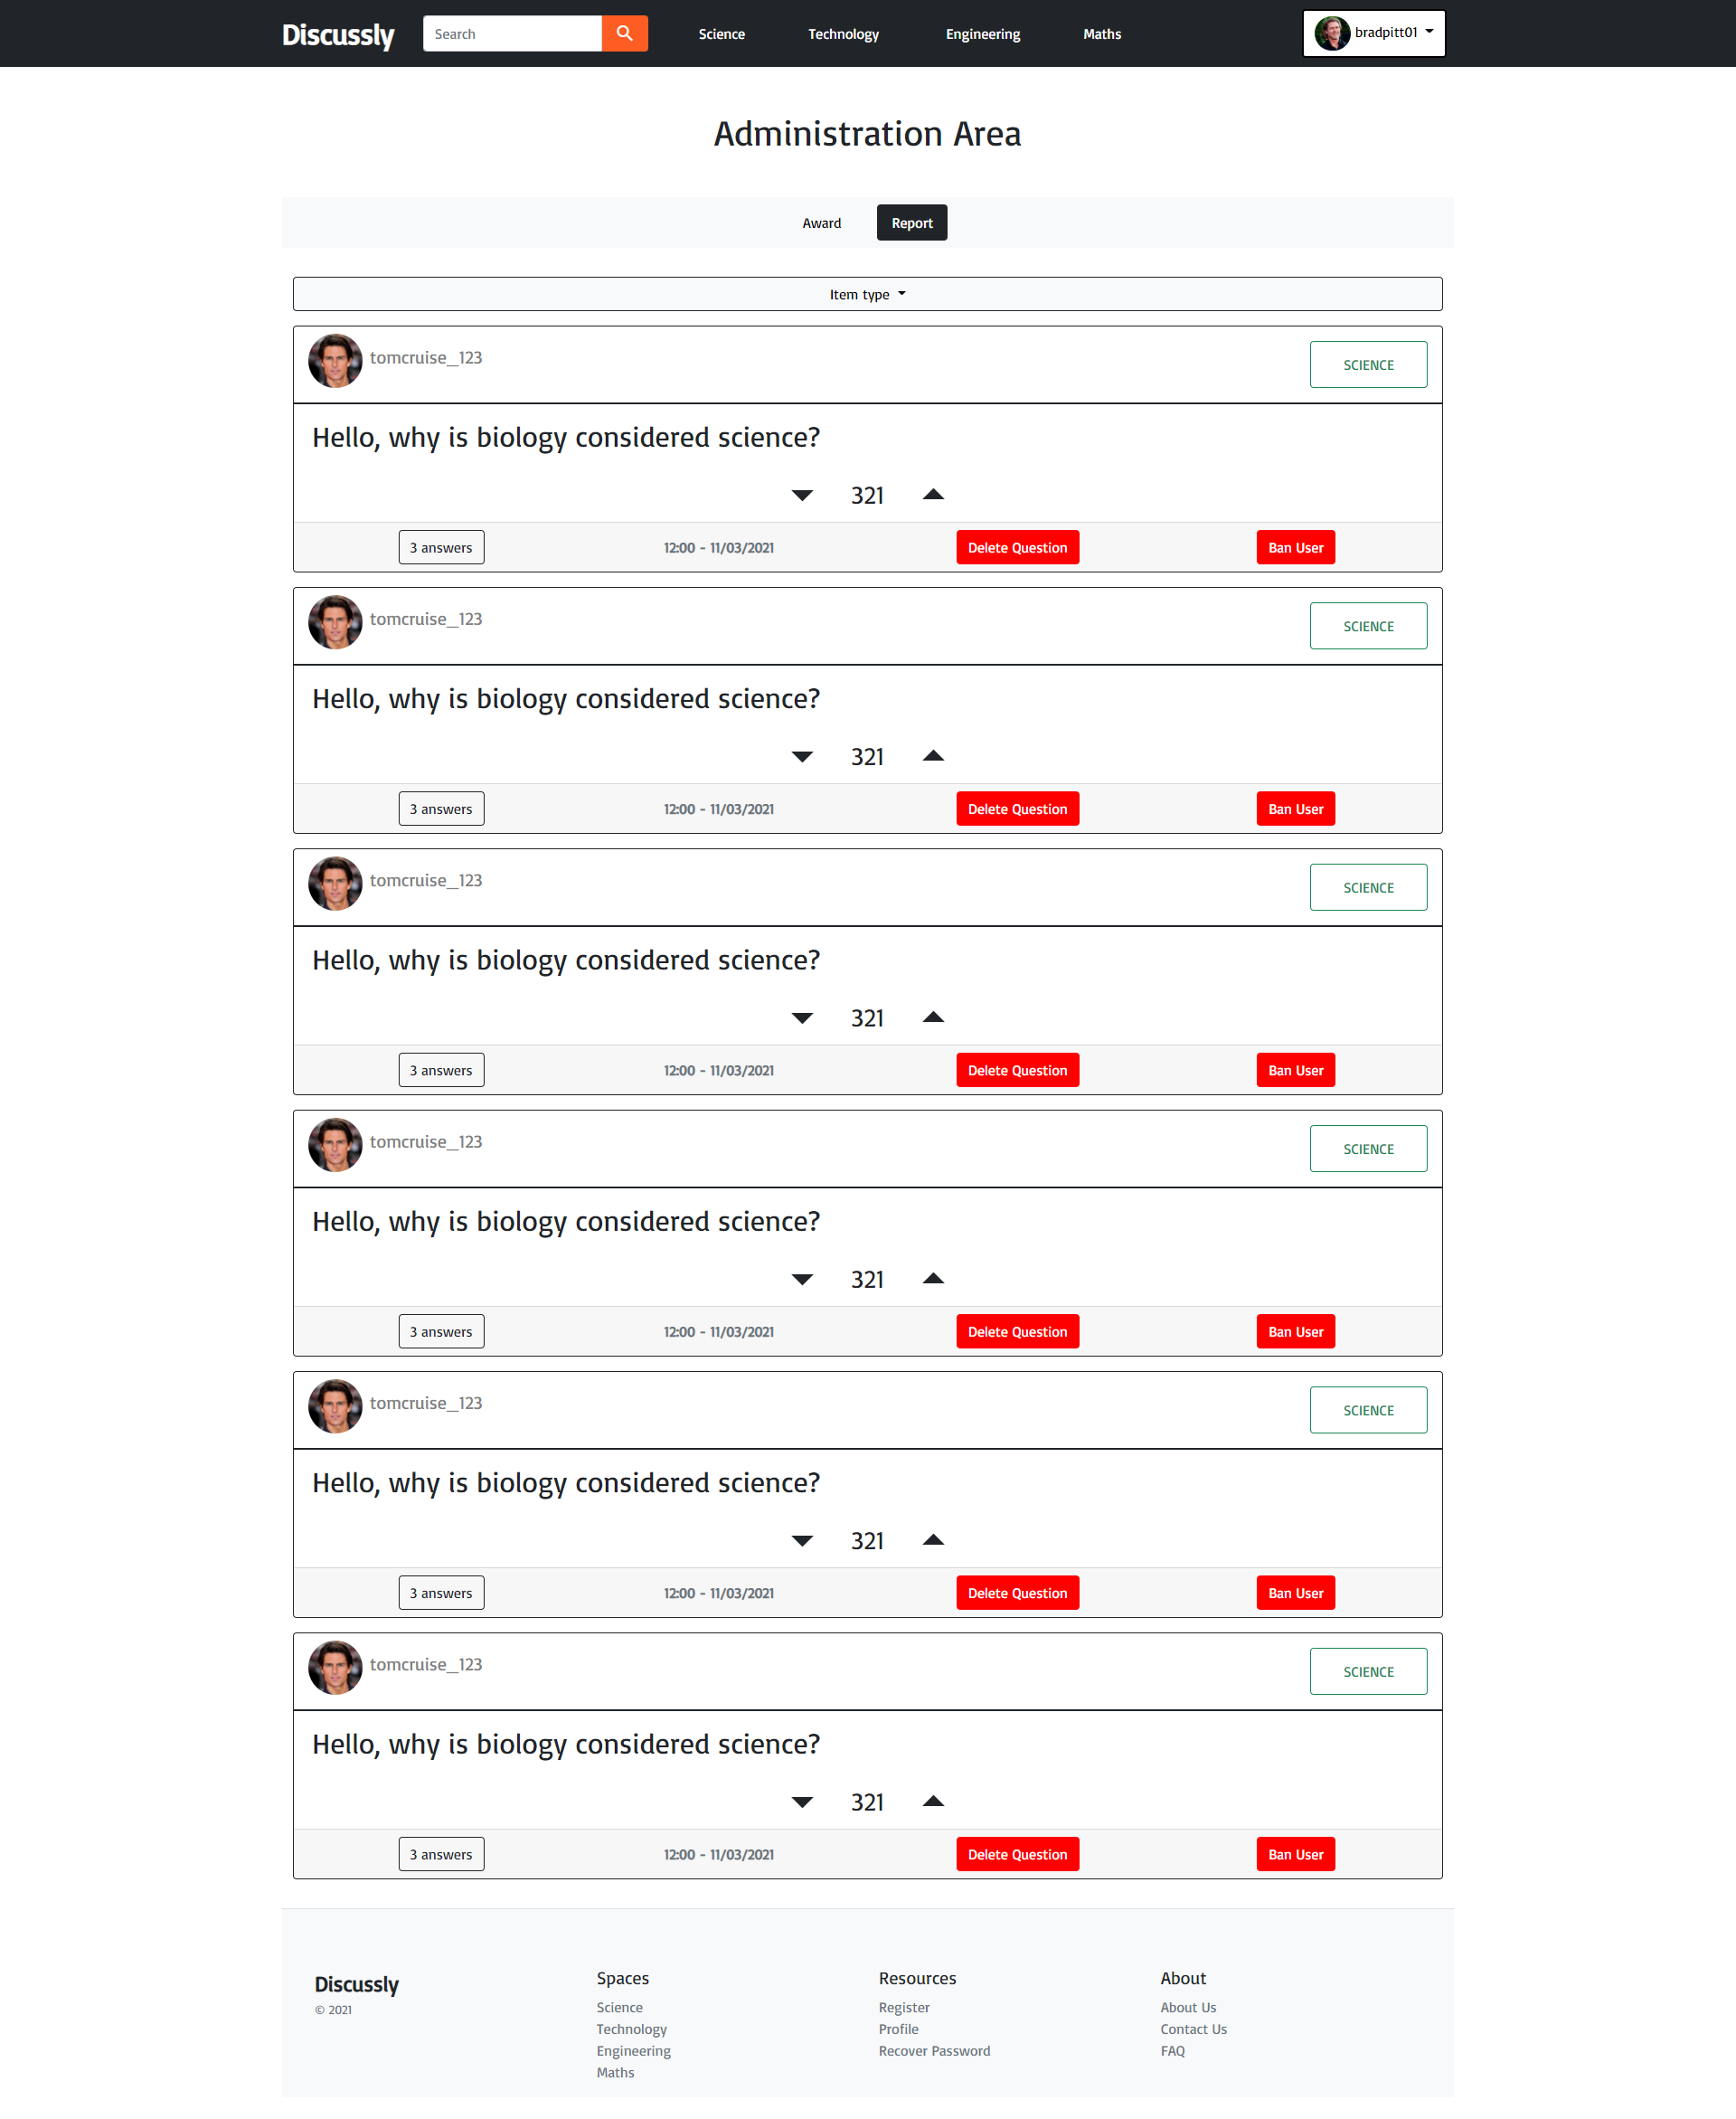 Discussly Search Science Technology Engineering Maths bradpitt01
Administration Area
Award Report
Item type
tomcruise_123 SCIENCE
Hello, why is biology considered science?
321
3 answers 12:00 - 11/03/2021 Delete Question Ban User
tomcruise_123 SCIENCE
Hello, why is biology considered science?
321
3 answers 12:00 - 11/03/2021 Delete Question Ban User
tomcruise_123 SCIENCE
Hello, why is biology considered science?
321
3 answers 12:00 - 11/03/2021 Delete Question Ban User
tomcruise_123 SCIENCE
Hello, why is biology considered science?
321
3 answers 12:00 - 11/03/2021 Delete Question Ban User
tomcruise_123 SCIENCE
Hello, why is biology considered science?
321
3 answers 12:00 - 11/03/2021 Delete Question Ban User
tomcruise_123 SCIENCE
Hello, why is biology considered science?
321
3 answers 12:00 - 11/03/2021 Delete Question Ban User
Discussly
© 2021
Spaces
Science
Technology
Engineering
Maths
Resources
Register
Profile
Recover Password
About
About Us
Contact Us
FAQ